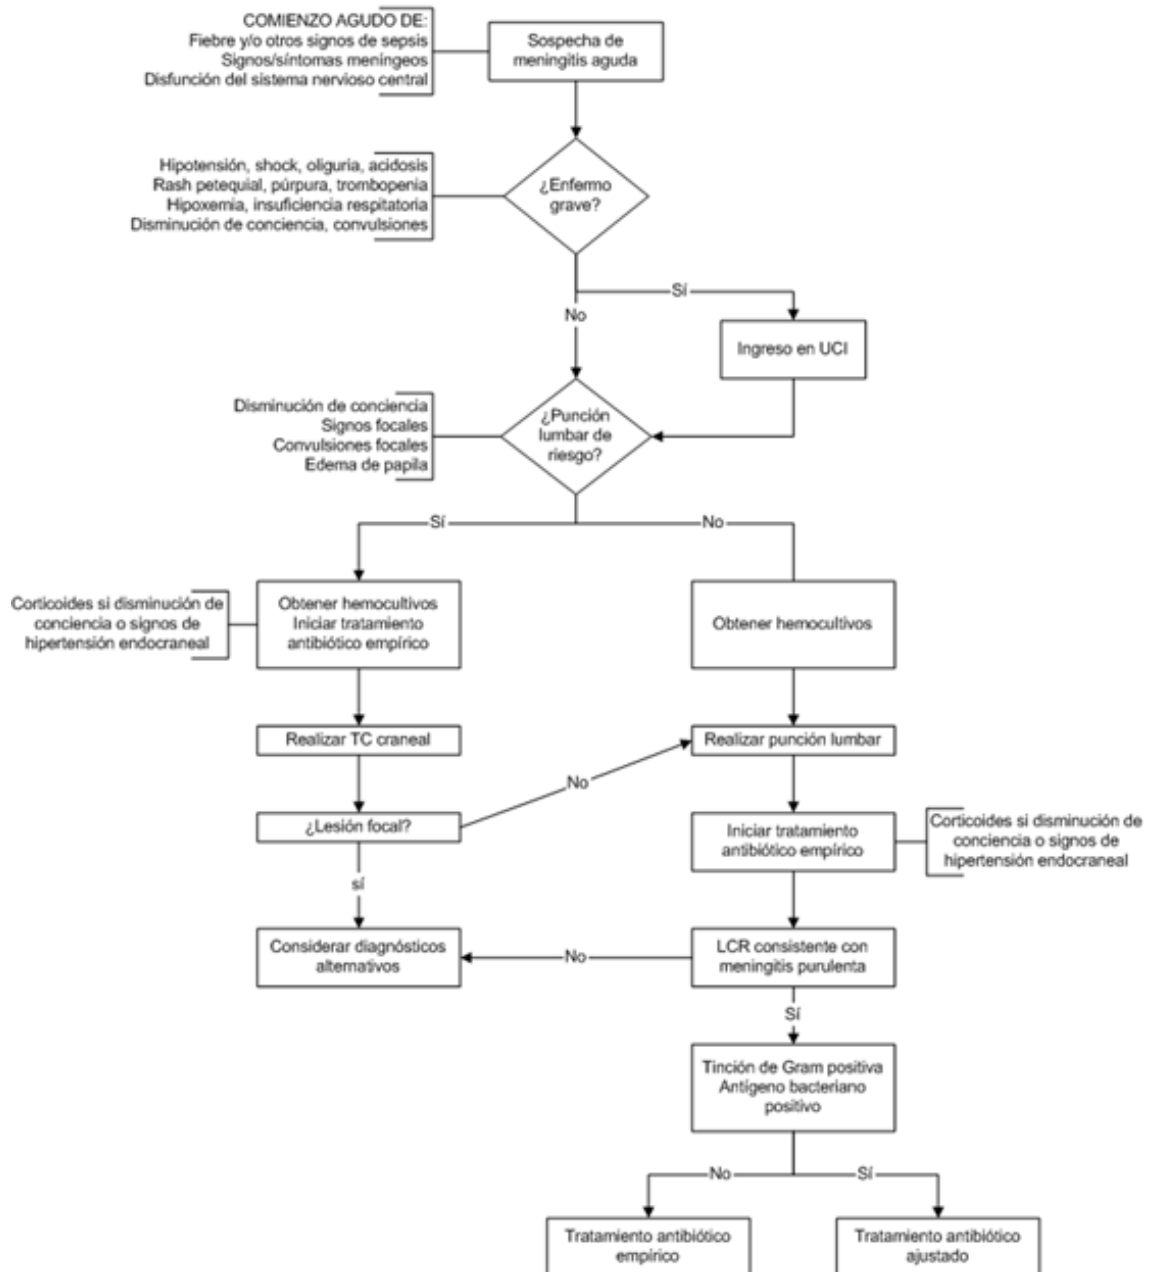 COMIENZO AGUDO DE:
Fiebre y/o otros signos de sepsis
Signos/síntomas meníngeos
Disfunción del sistema nervioso central
Sospecha de
meningitis aguda
Hipotensión, shock, oliguria, acidosis
Rash petequial, púrpura, trombopenia
Hipoxemia, insuficiencia respitatoria
Disminución de conciencia, convulsiones
¿Enfermo
grave?
Sí
No
Ingreso en UCI
Disminución de conciencia
Signos focales
Convulsiones focales
Edema de papila
¿Punción
lumbar de
riesgo?
Sí
No
Corticoides si disminución de
conciencia o signos de
hipertensión endocraneal
Obtener hemocultivos
Iniciar tratamiento
antibiótico empírico
Obtener hemocultivos
Realizar TC craneal
Realizar punción lumbar
No
¿Lesión focal?
Iniciar tratamiento
antibiótico empírico
Corticoides si disminución de
conciencia o signos de
hipertensión endocraneal
sí
Considerar diagnósticos
alternativos
No
LCR consistente con
meningitis purulenta
Sí
Tinción de Gram positiva
Antígeno bacteriano
positivo
No
Sí
Tratamiento antibiótico
empírico
Tratamiento antibiótico
ajustado